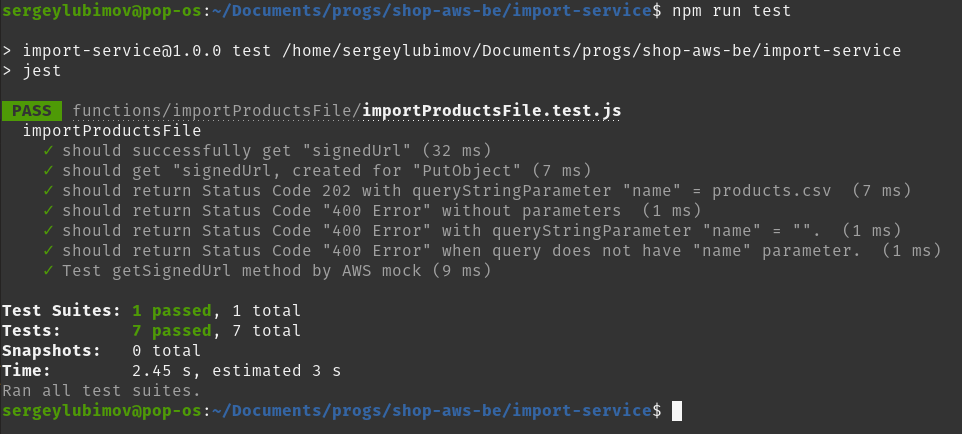 sergeylubimov@pop-os:~/Documents/progs/shop-aws-be/import-service$ npm run test
> import-service@1.0.0 test /home/sergeylubimov/Documents/progs/shop-aws-be/import-service
> jest
PASS functions/importProductsFile/importProductsFile.test.js
importProductsFile
✓ should successfully get "signedUrl" (32 ms)
✓ should get "signedUrl, created for "PutObject" (7 ms)
✓ should return Status Code 202 with queryStringParameter "name" = products.csv  (7 ms)
✓ should return Status Code "400 Error" without parameters  (1 ms)
✓ should return Status Code "400 Error" with queryStringParameter "name" = "".  (1 ms)
✓ should return Status Code "400 Error" when query does not have "name" parameter.  (1 ms)
✓ Test getSignedUrl method by AWS mock (9 ms)
Test Suites: 1 passed, 1 total
Tests:       7 passed, 7 total
Snapshots:   0 total
Time:        2.45 s, estimated 3 s
Ran all test suites.
sergeylubimov@pop-os:~/Documents/progs/shop-aws-be/import-service$